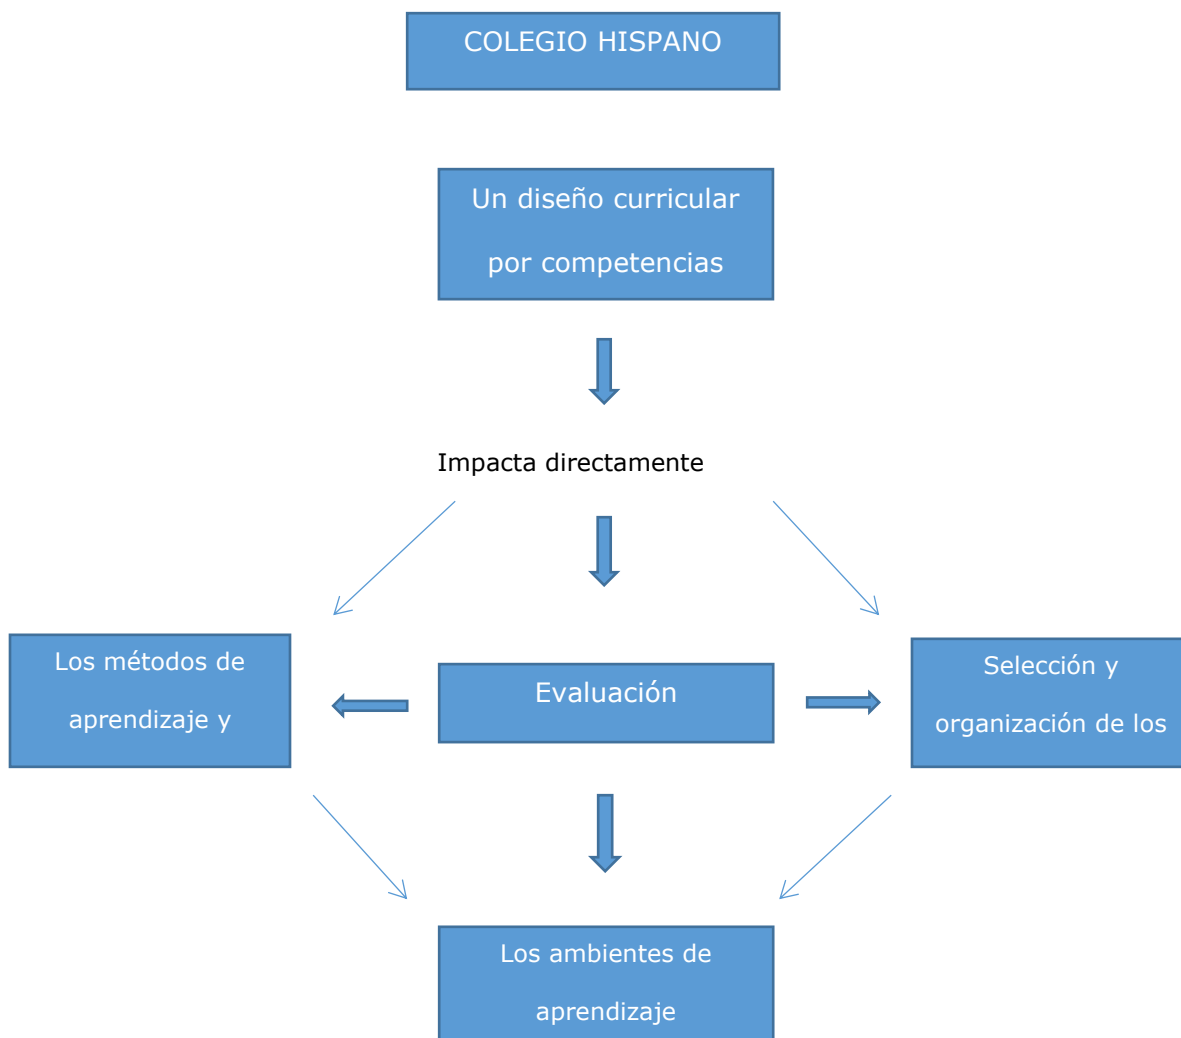 COLEGIO HISPANO
Un diseño curricular
por competencias
Impacta directamente
Los métodos de
aprendizaje y
Evaluación
Selección y
organización de los
Los ambientes de
aprendizaje